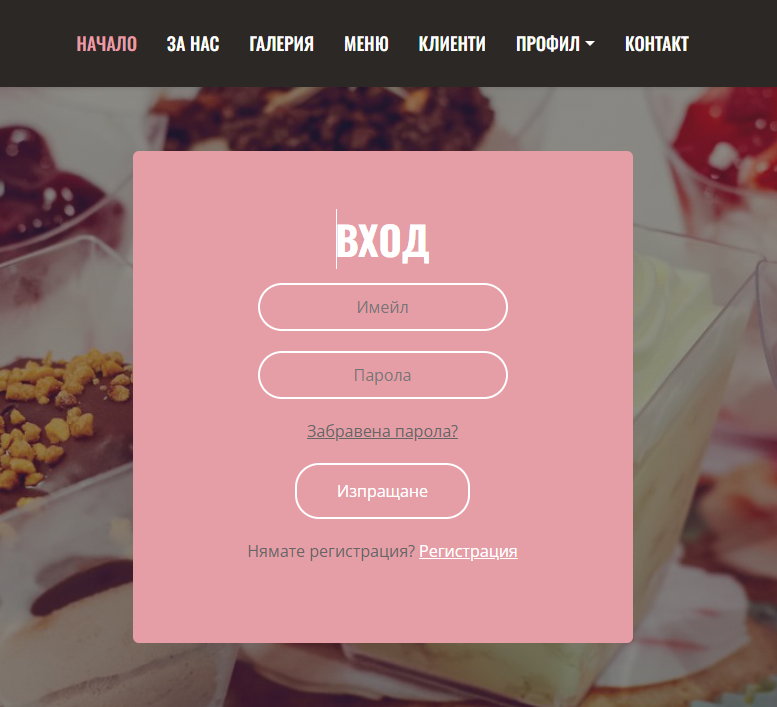 НАЧАЛО ЗА НАС ГАЛЕРИЯ МЕНЮ КЛИЕНТИ ПРОФИЛ КОНТАКТ
ВХОД
Имейл
Парола
Забравена парола?
Изпращане
Нямате регистрация? Регистрация